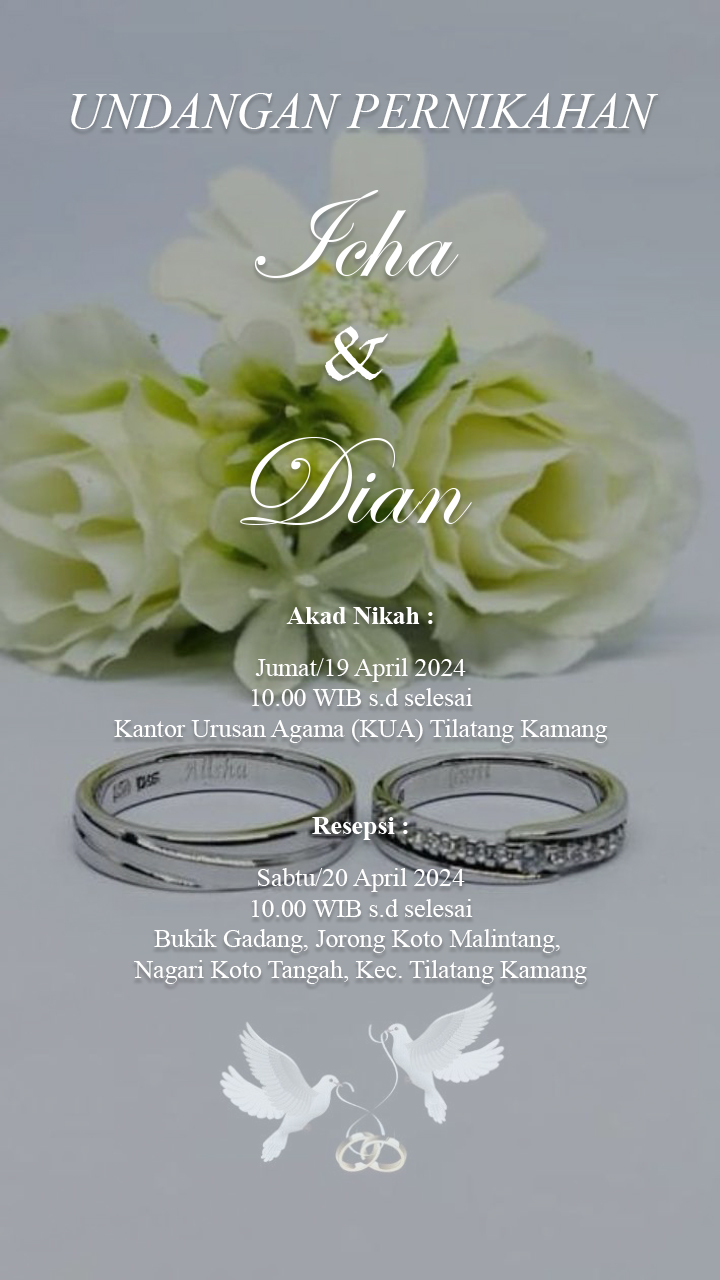 UNDANGAN PERNIKAHAN
Icha
&
Dian
Akad Nikah :
Jumat/19 April 2024
10.00 WIB s.d selesai
Kantor Urusan Agama (KUA) Tilatang Kamang
Resepsi :
Sabtu/20 April 2024
10.00 WIB s.d selesai
Bukik Gadang, Jorong Koto Malintang,
Nagari Koto Tangah, Kec. Tilatang Kamang